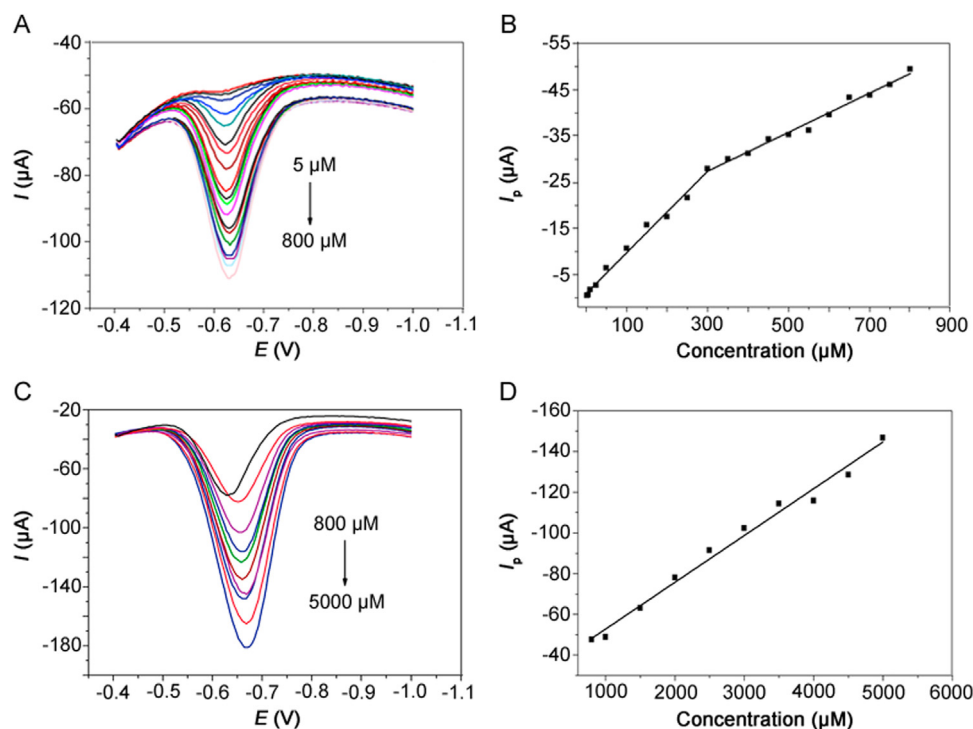 A
-40
-60
-80
-100
-120
I (µA)
5 µM
800 µM
-0.4 -0.5 -0.6 -0.7 -0.8 -0.9 -1.0 -1.1
E (V)
B
-55
-45
-35
-25
-15
-5
Ip (µA)
100 300 500 700 900
Concentration (µM)
C
-20
-60
-100
-140
-180
I (µA)
800 µM
5000 µM
-0.4 -0.5 -0.6 -0.7 -0.8 -0.9 -1.0 -1.1
E (V)
D
-160
-120
-80
-60
-40
Ip (µA)
1000 2000 3000 4000 5000 6000
Concentration (µM)